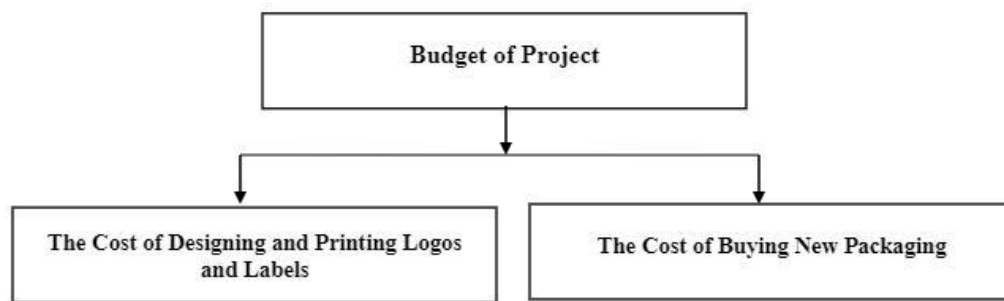 Budget of Project
The Cost of Designing and Printing Logos
and Labels
The Cost of Buying New Packaging